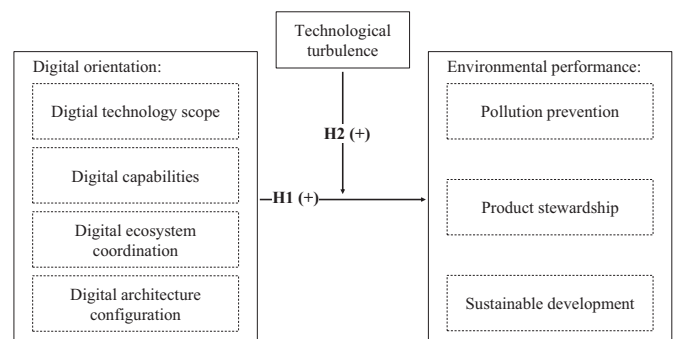 Technological
turbulence
Digital orientation:
Digtial technology scope
Digital capabilities
Digital ecosystem
coordination
Digital architecture
configuration
H2 (+)
H1 (+)
Environmental performance:
Pollution prevention
Product stewardship
Sustainable development